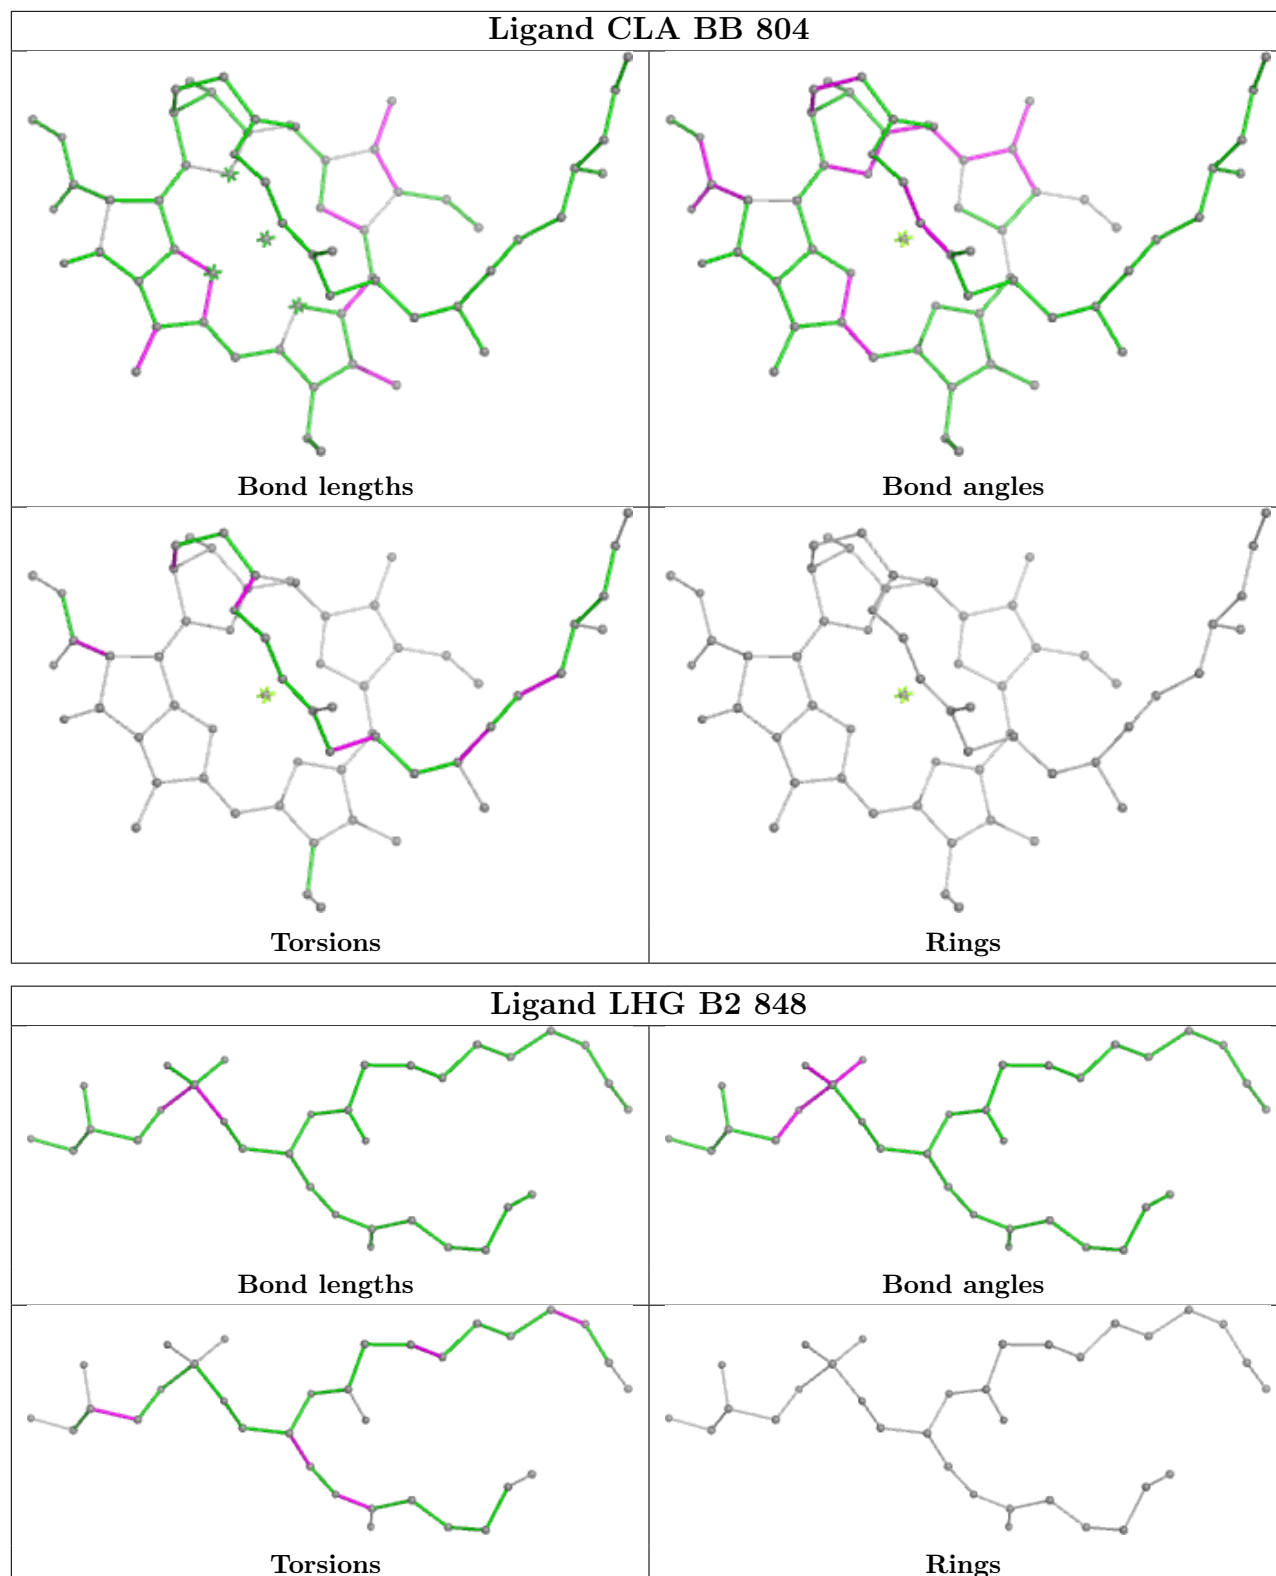 Ligand CLA BB 804
Bond lengths
Bond angles
Torsions
Rings
Ligand LHG B2 848
Bond lengths
Bond angles
Torsions
Rings